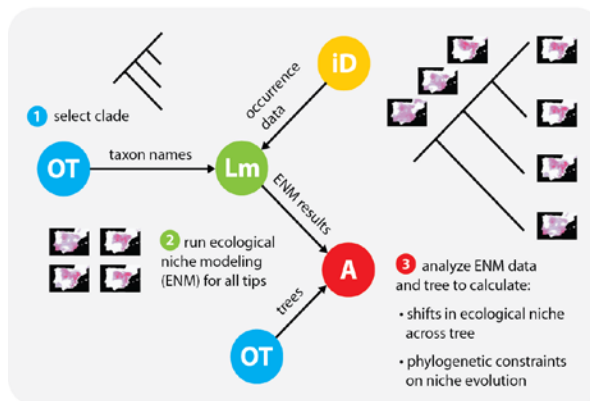 1 select clade
OT
taxon names
Lm
iD
occurrence
data
ENM results
2 run ecological
niche modeling
(ENM) for all tips
A
trees
OT
3 analyze ENM data
and tree to calculate:
• shifts in ecological niche
across tree
• phylogenetic constraints
on niche evolution